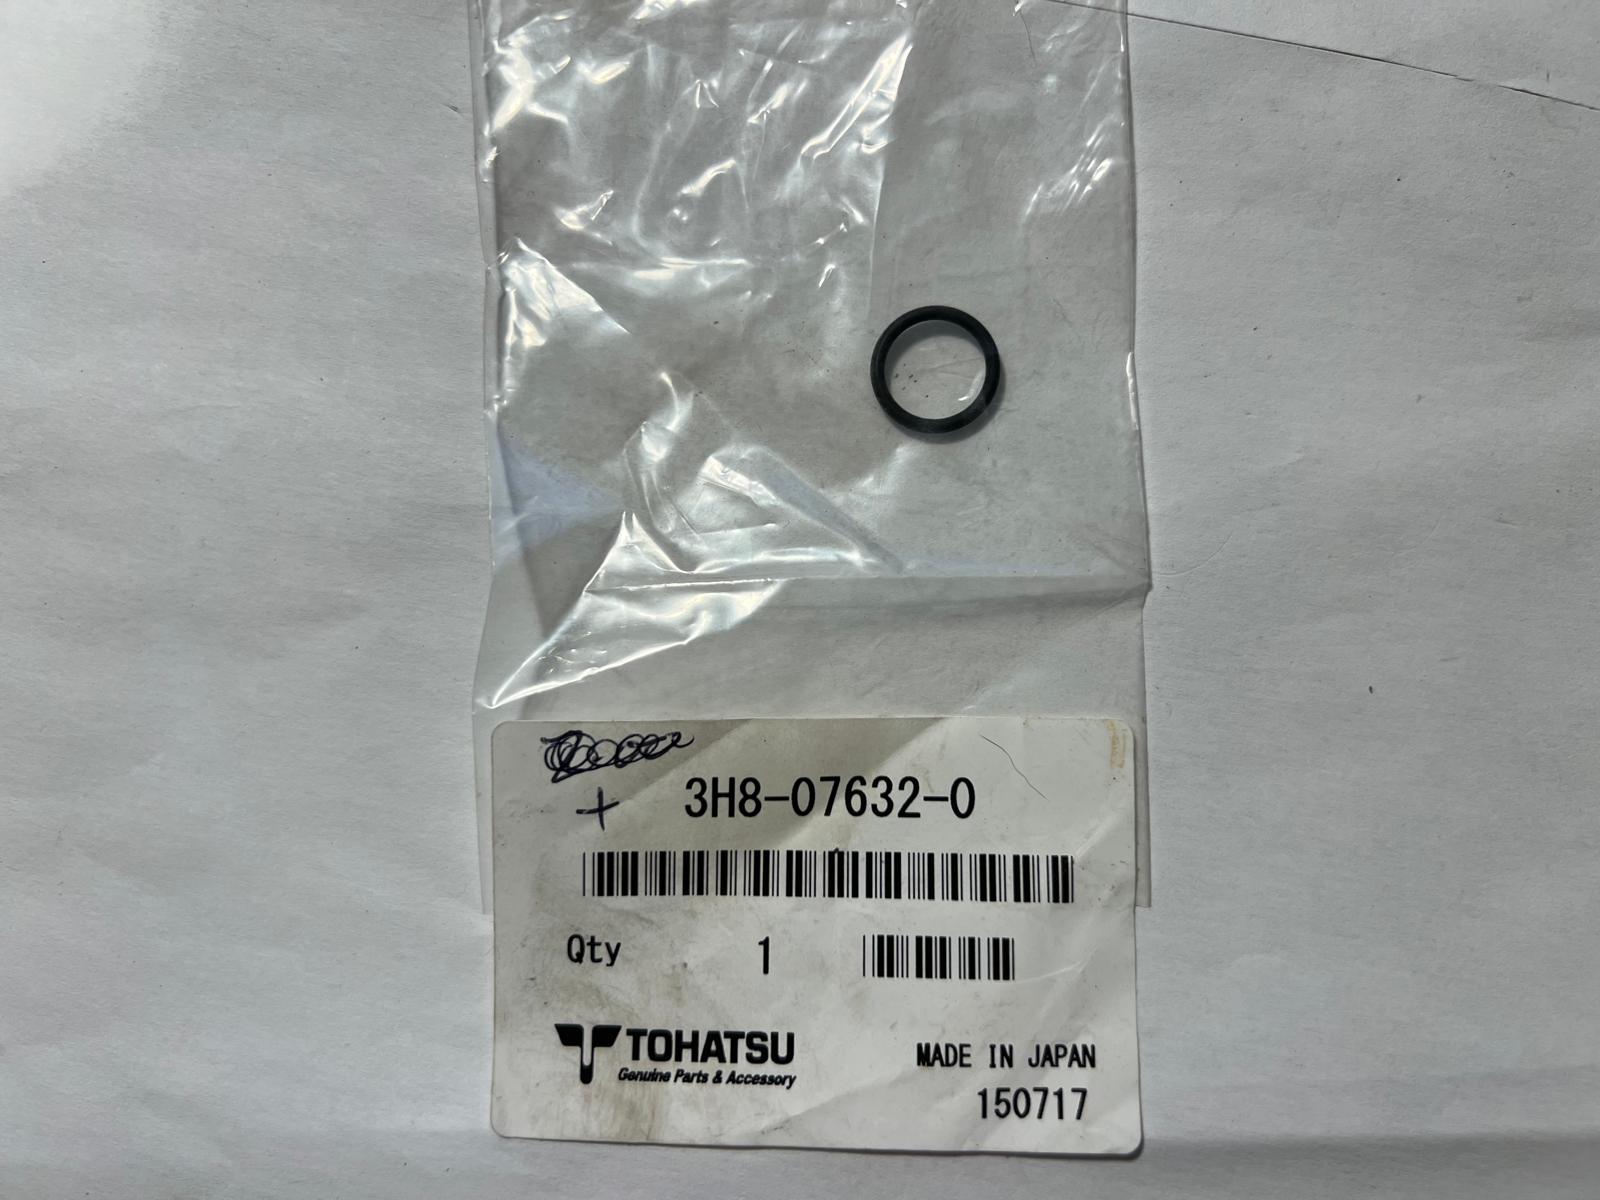 + 3H8-07632-0
Qty 1
TOHATSU
Genuine Parts & Accessory
MADE IN JAPAN
150717